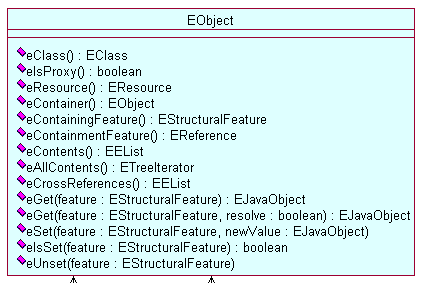 EObject
eClass() : EClass
eIsProxy() : boolean
eResource() : EResource
eContainer() : EObject
eContainingFeature() : EStructuralFeature
eContainmentFeature() : EReference
eContents() : EEList
eAllContents() : ETreeIterator
eCrossReferences() : EEList
eGet(feature : EStructuralFeature) : EJavaObject
eGet(feature : EStructuralFeature, resolve : boolean) : EJavaObject
eSet(feature : EStructuralFeature, newValue : EJavaObject)
eIsSet(feature : EStructuralFeature) : boolean
eUnset(feature : EStructuralFeature)